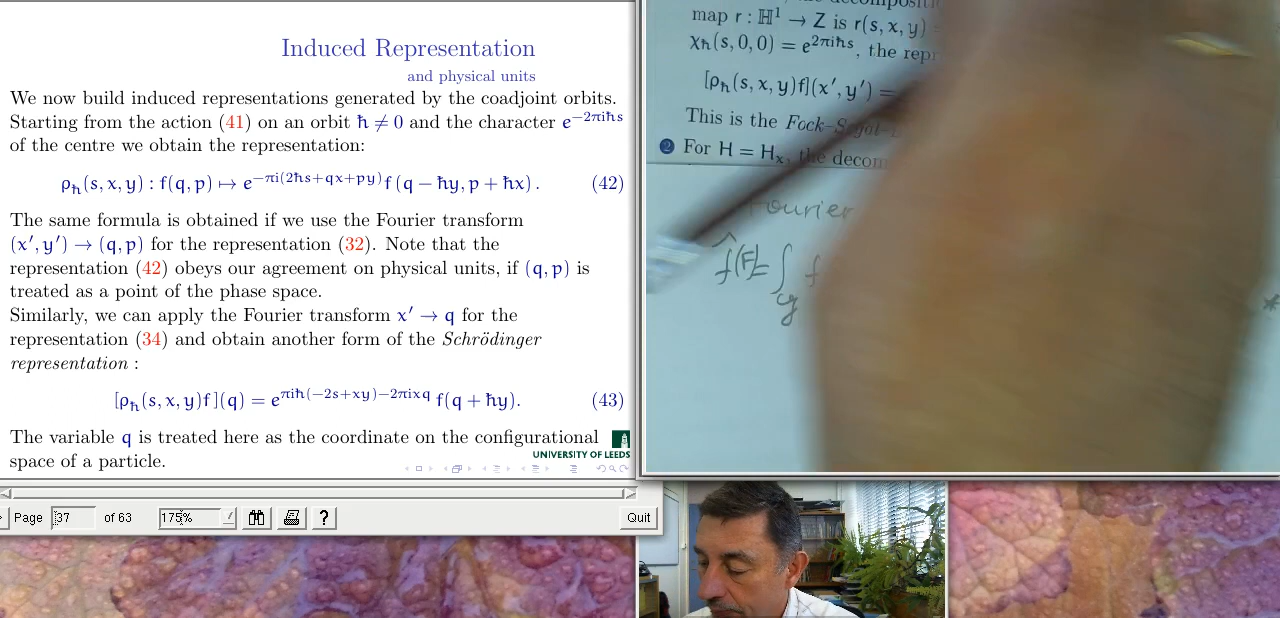 Induced Representation
and physical units
We now build induced representations generated by the coadjoint orbits.
Starting from the action (41) on an orbit ħ ≠ 0 and the character e^{−2πiħs}
of the centre we obtain the representation:
ρ_ħ(s, x, y) : f(q, p) ↦ e^{−πi(2ħs+qx+py)} f (q − ħy, p + ħx) . (42)
The same formula is obtained if we use the Fourier transform
(x′, y′) → (q, p) for the representation (32). Note that the
representation (42) obeys our agreement on physical units, if (q, p) is
treated as a point of the phase space.
Similarly, we can apply the Fourier transform x′ → q for the
representation (34) and obtain another form of the Schrödinger
representation :
[ρ_ħ(s, x, y)f ](q) = e^{πiħ(−2s+xy)−2πixq} f(q + ħy). (43)
The variable q is treated here as the coordinate on the configurational
space of a particle.
UNIVERSITY OF LEEDS
Page 37 of 63 175% ? Quit
map r : ℍ¹ → Z is r(s, x, y) =
χ_ħ(s, 0, 0) = e^{2πiħs}, the repr
[ρ_ħ(s, x, y)f](x′, y′) =
This is the Fock–
2 For H = H_x, the decom
Fourier
f̂(F) = ∫ f